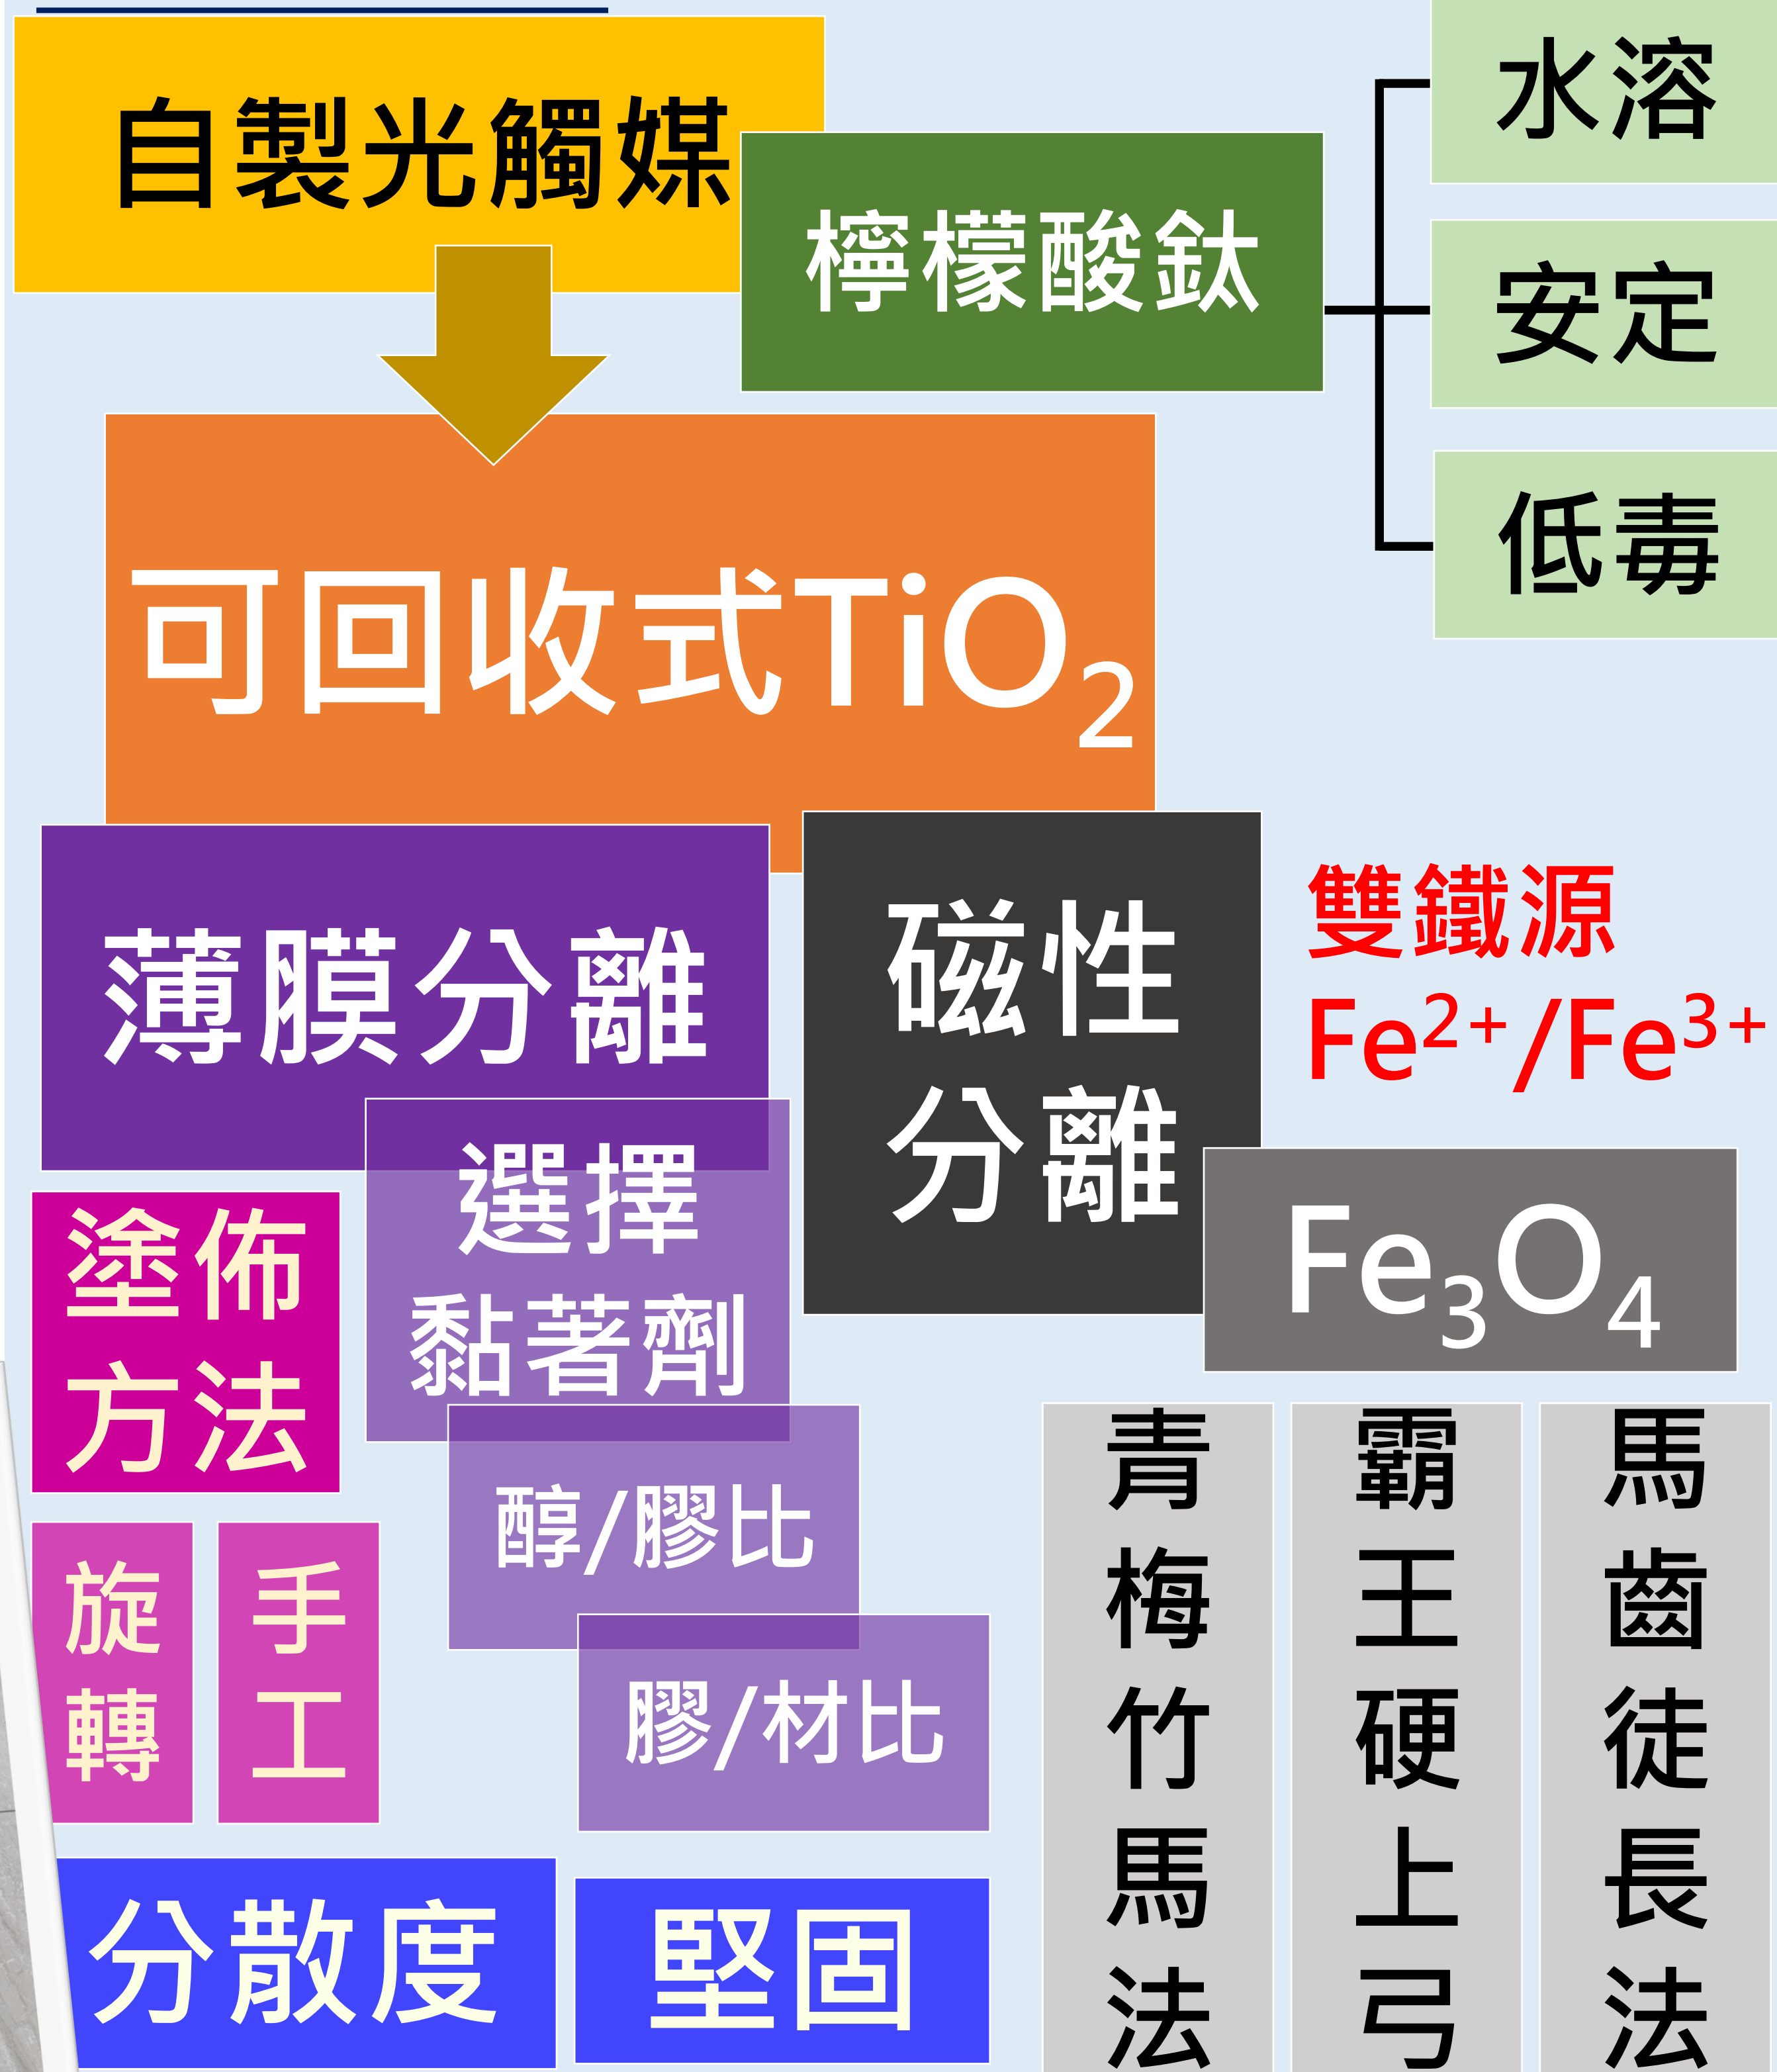 自製光觸媒
檸檬酸鈦
水溶
安定
低毒
可回收式TiO₂
薄膜分離
磁性
分離
雙鐵源
Fe²⁺/Fe³⁺
Fe₃O₄
選擇
黏著劑
塗佈
方法
醇/膠比
膠/材比
旋轉
手工
分散度
堅固
青梅竹馬法
霸王硬上弓
馬齒徒長法